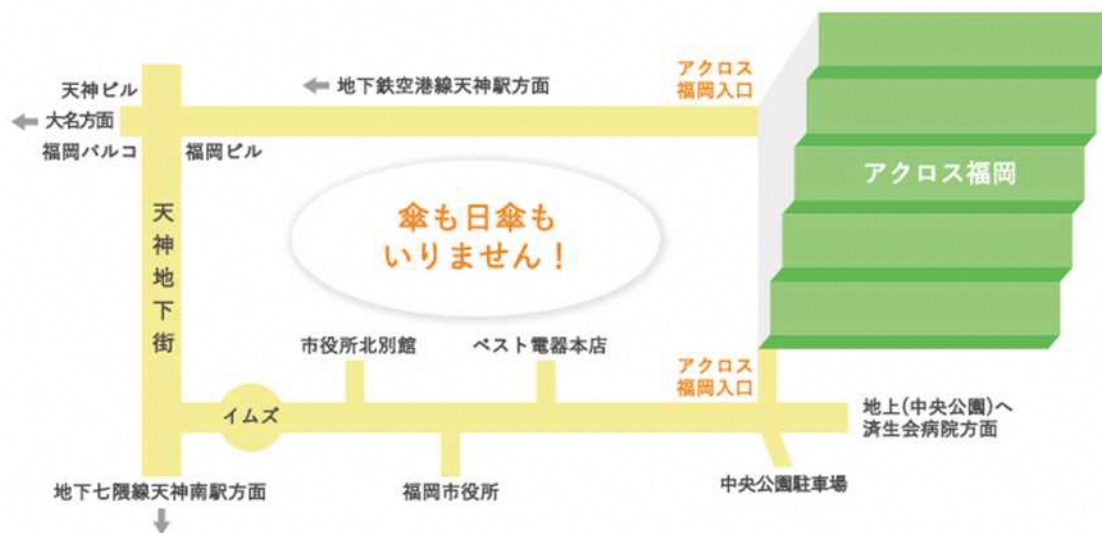 アクロス
福岡入口
地下鉄空港線天神駅方面
天神ビル
大名方面
福岡パルコ
福岡ビル
アクロス福岡
傘も日傘も
いりません！
天神地下街
市役所北別館
ベスト電器本店
アクロス
福岡入口
イムズ
地上(中央公園)へ
済生会病院方面
地下七隈線天神南駅方面
福岡市役所
中央公園駐車場